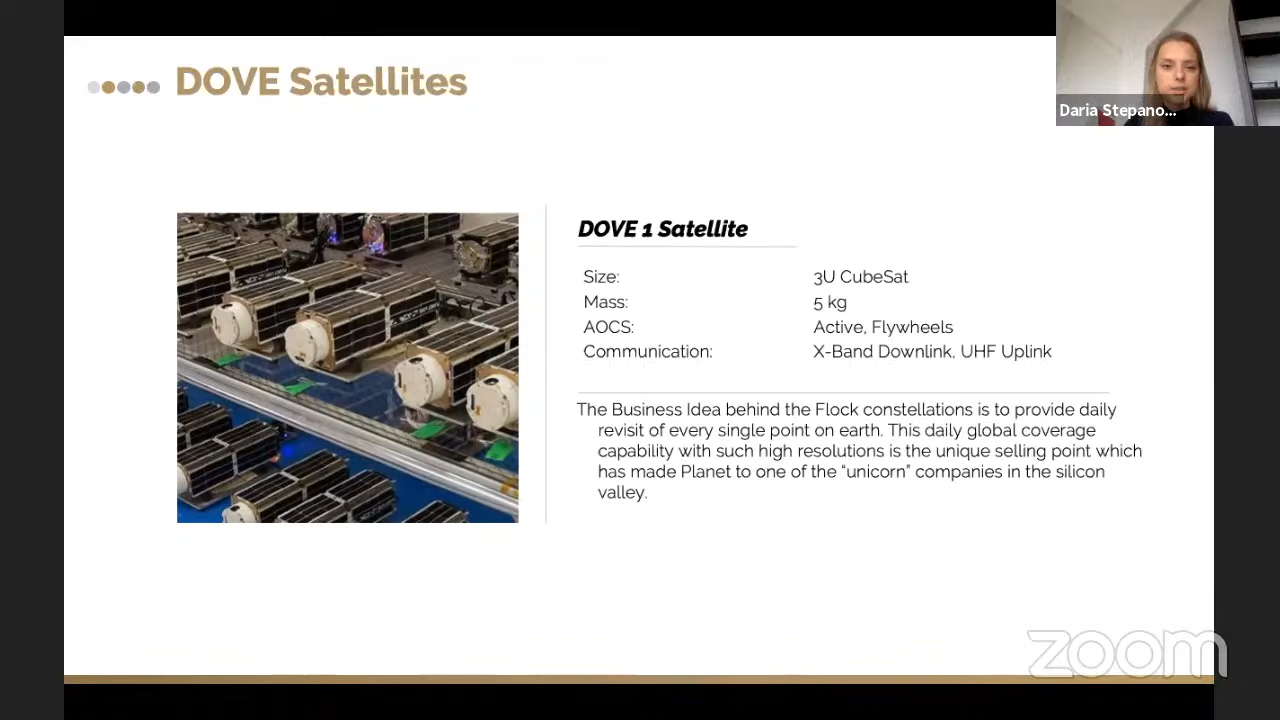 DOVE Satellites
Daria Stepano...
DOVE 1 Satellite
Size: 3U CubeSat
Mass: 5 kg
AOCS: Active, Flywheels
Communication: X-Band Downlink, UHF Uplink
The Business Idea behind the Flock constellations is to provide daily
revisit of every single point on earth. This daily global coverage
capability with such high resolutions is the unique selling point which
has made Planet to one of the “unicorn” companies in the silicon
valley.
zoom